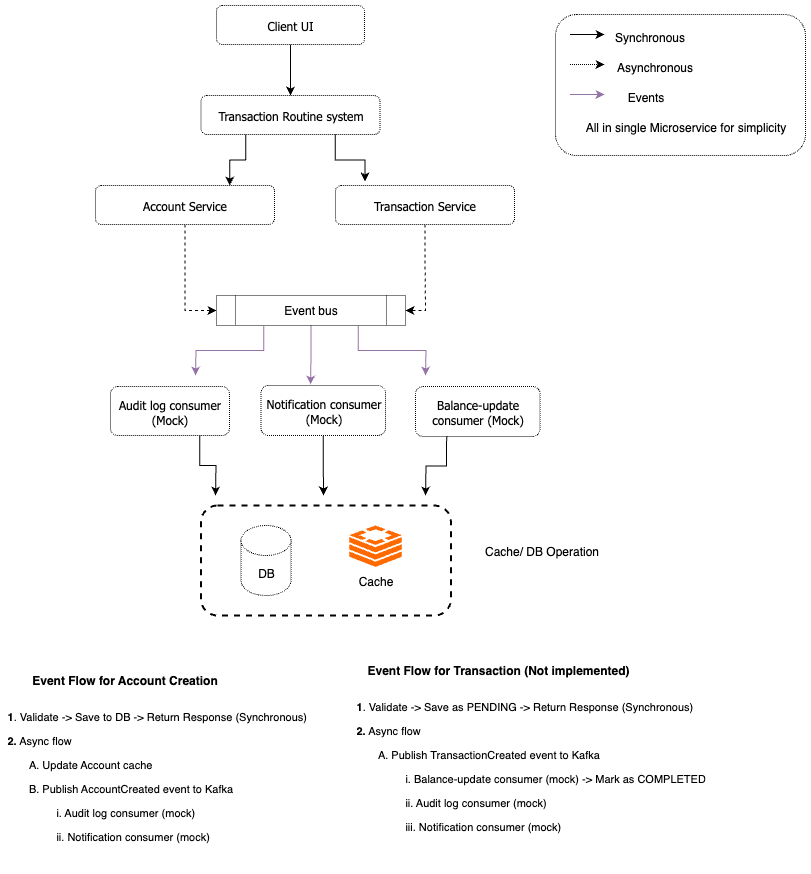 Client UI
Synchronous
Asynchronous
Events
All in single Microservice for simplicity
Transaction Routine system
Account Service
Transaction Service
Event bus
Audit log consumer
(Mock)
Notification consumer
(Mock)
Balance-update
consumer (Mock)
DB
Cache
Cache/ DB Operation
Event Flow for Account Creation
1. Validate -> Save to DB -> Return Response (Synchronous)
2. Async flow
A. Update Account cache
B. Publish AccountCreated event to Kafka
i. Audit log consumer (mock)
ii. Notification consumer (mock)
Event Flow for Transaction (Not implemented)
1. Validate -> Save as PENDING -> Return Response (Synchronous)
2. Async flow
A. Publish TransactionCreated event to Kafka
i. Balance-update consumer (mock) -> Mark as COMPLETED
ii. Audit log consumer (mock)
iii. Notification consumer (mock)